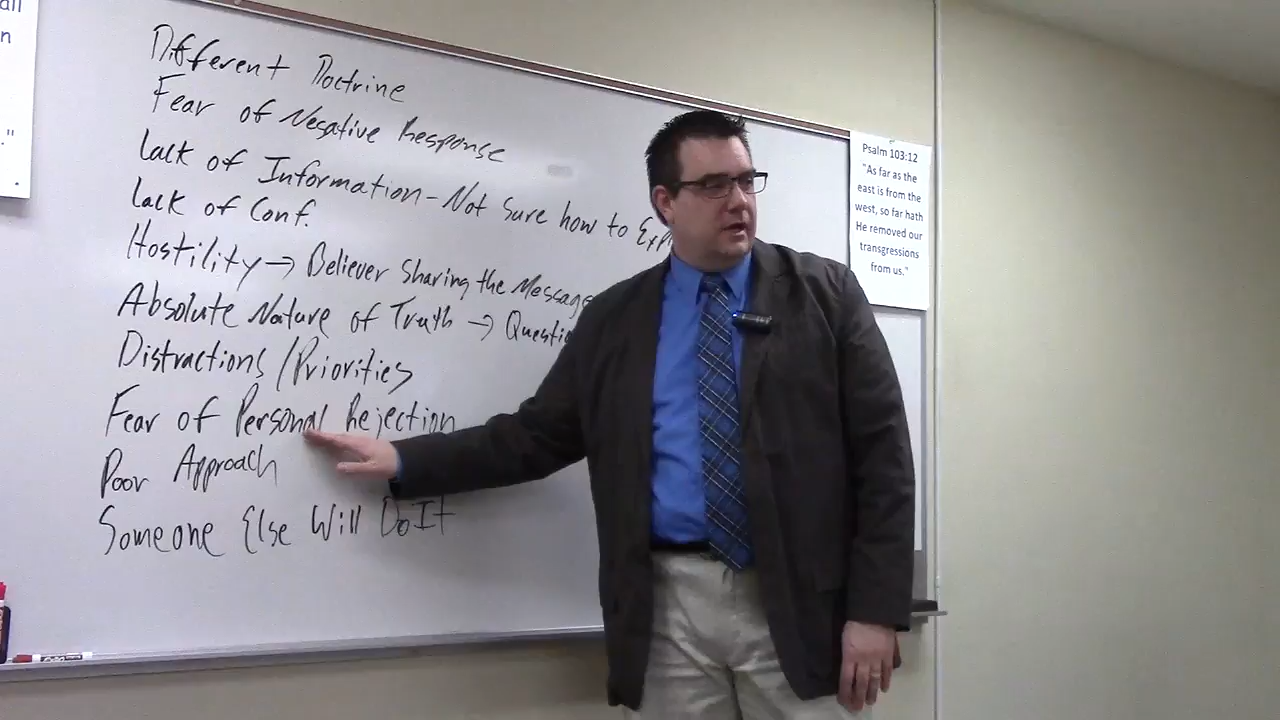 all
n
."
.
Different Doctrine
Fear of Negative Response
Lack of Information - Not Sure how to Exp
Lack of Conf.
Hostility → Believer Sharing the Message
Absolute Nature of Truth → Questio
Distractions / Priorities
Fear of Personal Rejection
Poor Approach
Someone Else Will Do It
Psalm 103:12
"As far as the
east is from the
west, so far hath
He removed our
transgressions
from us."